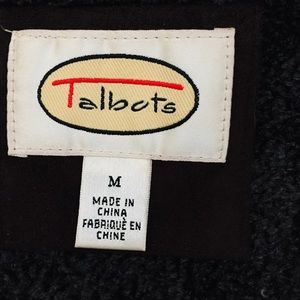 Talbots
M
MADE IN
CHINA
FABRIQUÉ EN
CHINE